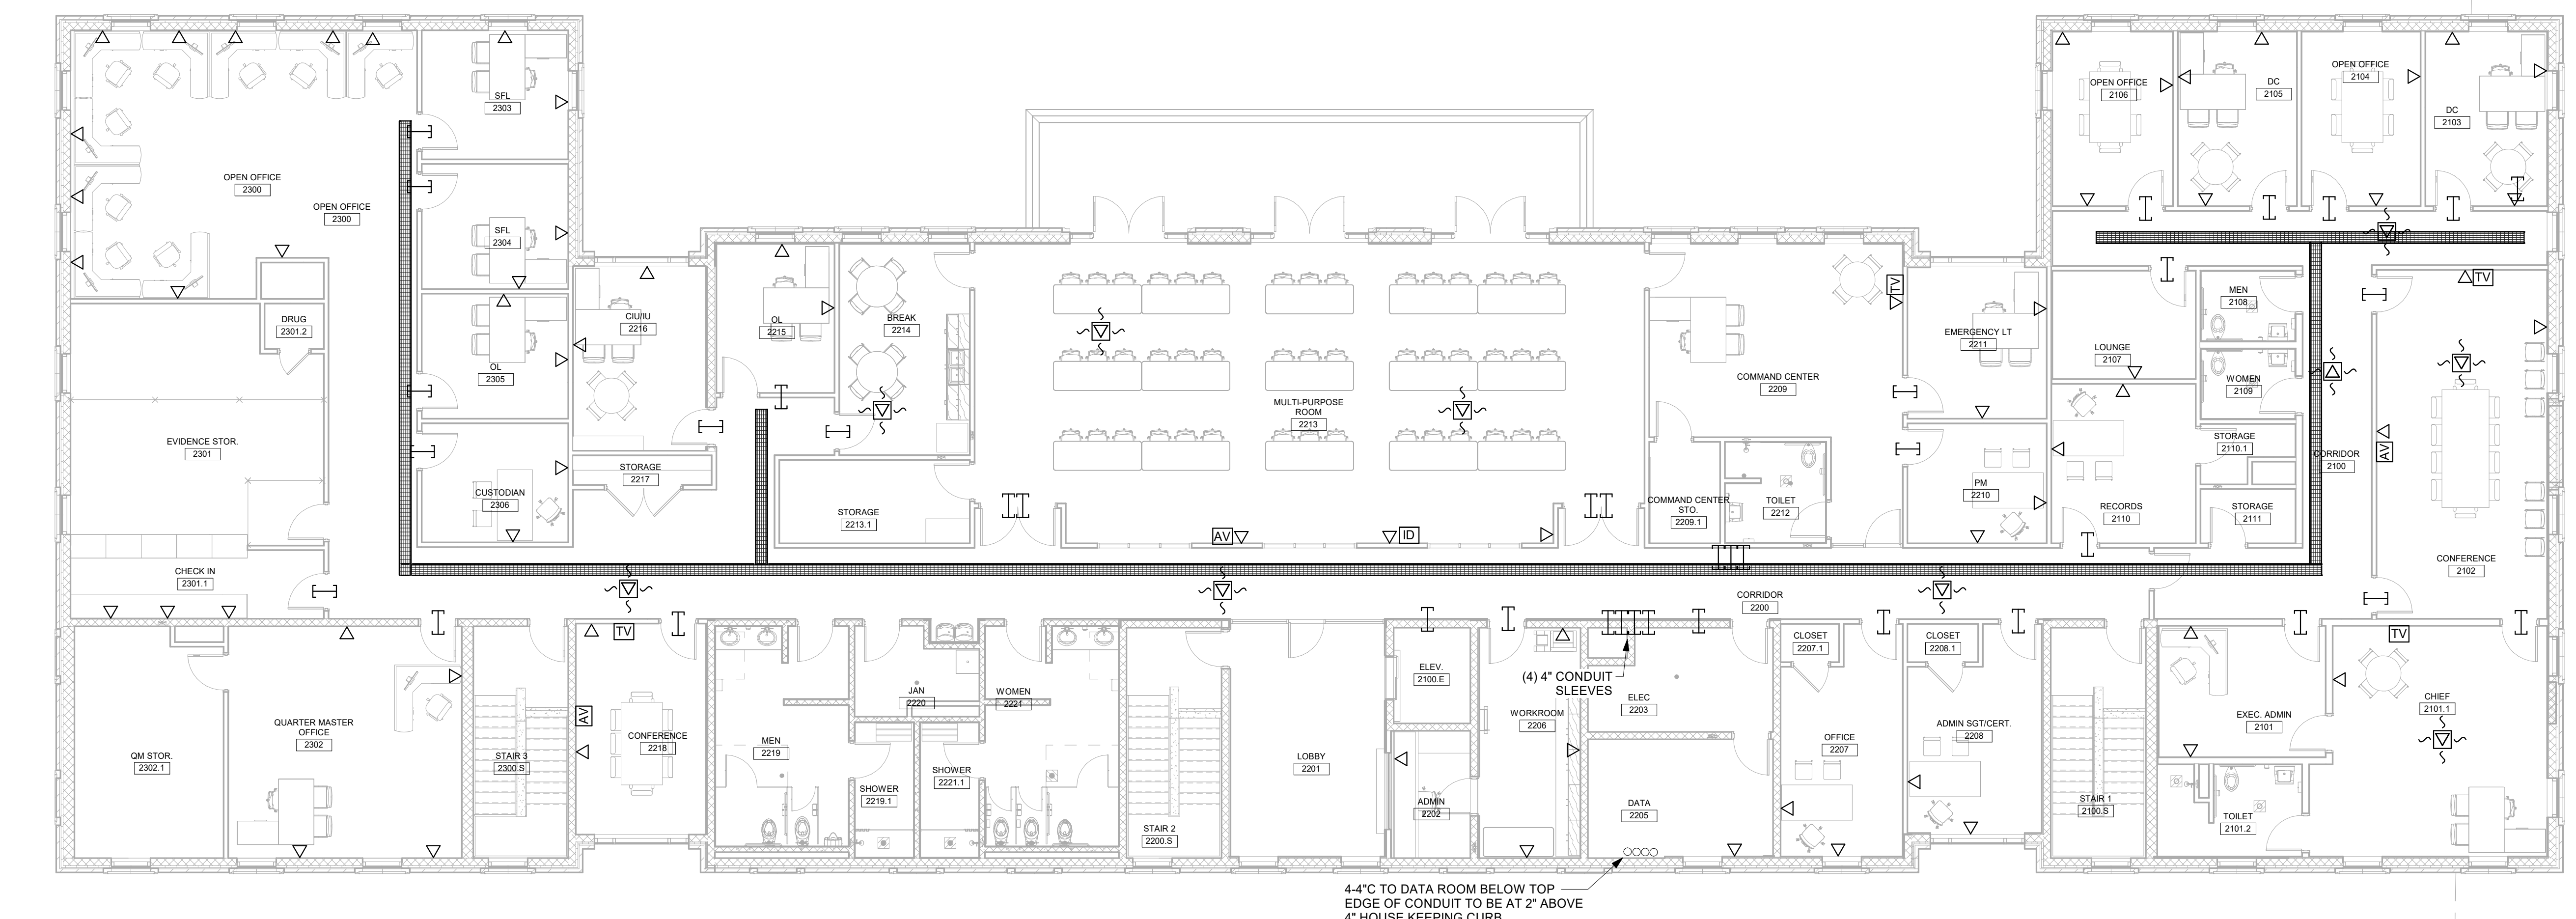 OPEN OFFICE
2300
OPEN OFFICE
2300
SFL
2303
SFL
2304
OL
2305
CUSTODIAN
2306
DRUG
2301.2
EVIDENCE STOR.
2301
CHECK IN
2301.1
QM STOR.
2302.1
QUARTER MASTER
OFFICE
2302
STAIR 3
2300.S
CIU/IU
2216
STORAGE
2217
OL
2215
BREAK
2214
STORAGE
2213.1
MULTI-PURPOSE
ROOM
2213
AV
ID
TV
AV
CONFERENCE
2218
MEN
2219
JAN
2220
WOMEN
2221
SHOWER
2219.1
SHOWER
2221.1
STAIR 2
2200.S
LOBBY
2201
ELEV.
2100.E
ADMIN
2202
(4) 4" CONDUIT
SLEEVES
WORKROOM
2206
ELEC
2203
DATA
2205
4-4"C TO DATA ROOM BELOW TOP
EDGE OF CONDUIT TO BE AT 2" ABOVE
4" HOUSE KEEPING CURB
COMMAND CENTER
2209
TV
COMMAND CENTER
STO.
2209.1
TOILET
2212
EMERGENCY LT
2211
PM
2210
CORRIDOR
2200
CLOSET
2207.1
CLOSET
2208.1
OFFICE
2207
ADMIN SGT/CERT.
2208
STAIR 1
2100.S
OPEN OFFICE
2106
DC
2105
OPEN OFFICE
2104
DC
2103
LOUNGE
2107
MEN
2108
WOMEN
2109
STORAGE
2110.1
RECORDS
2110
STORAGE
2111
CORRIDOR
2100
TV
AV
CONFERENCE
2102
TV
EXEC. ADMIN
2101
CHIEF
2101.1
TOILET
2101.2